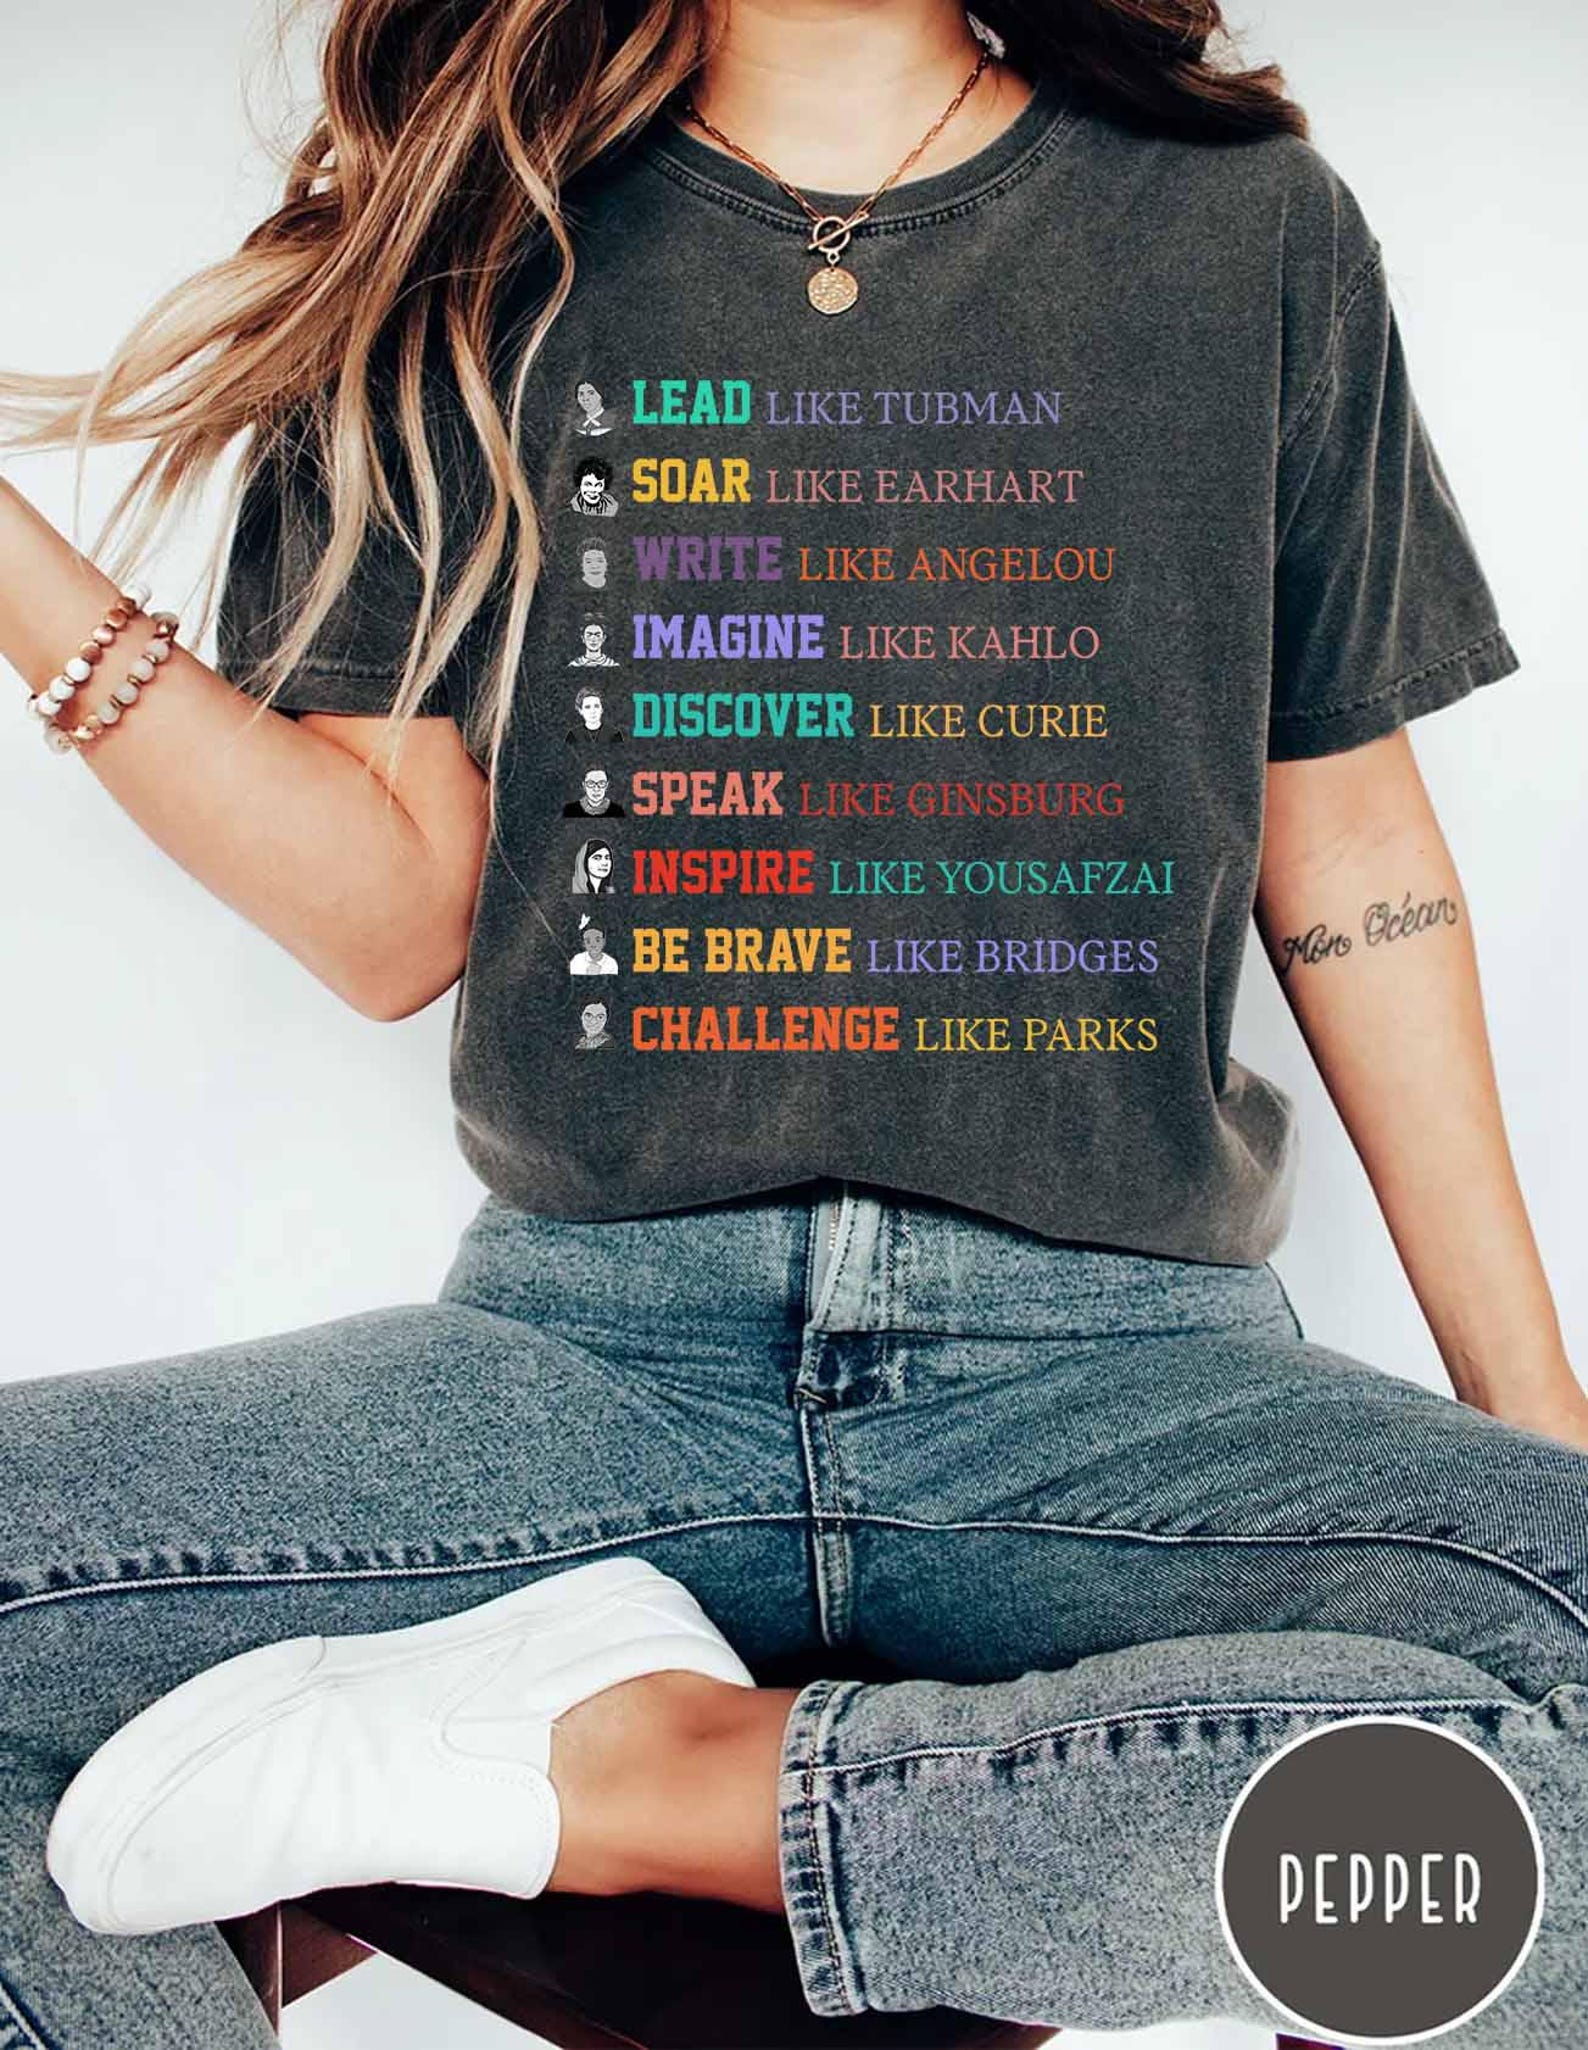 LEAD LIKE TUBMAN
SOAR LIKE EARHART
WRITE LIKE ANGELOU
IMAGINE LIKE KAHLO
DISCOVER LIKE CURIE
SPEAK LIKE GINSBURG
INSPIRE LIKE YOUSAFZAI
BE BRAVE LIKE BRIDGES
CHALLENGE LIKE PARKS
Mon Océan
PEPPER